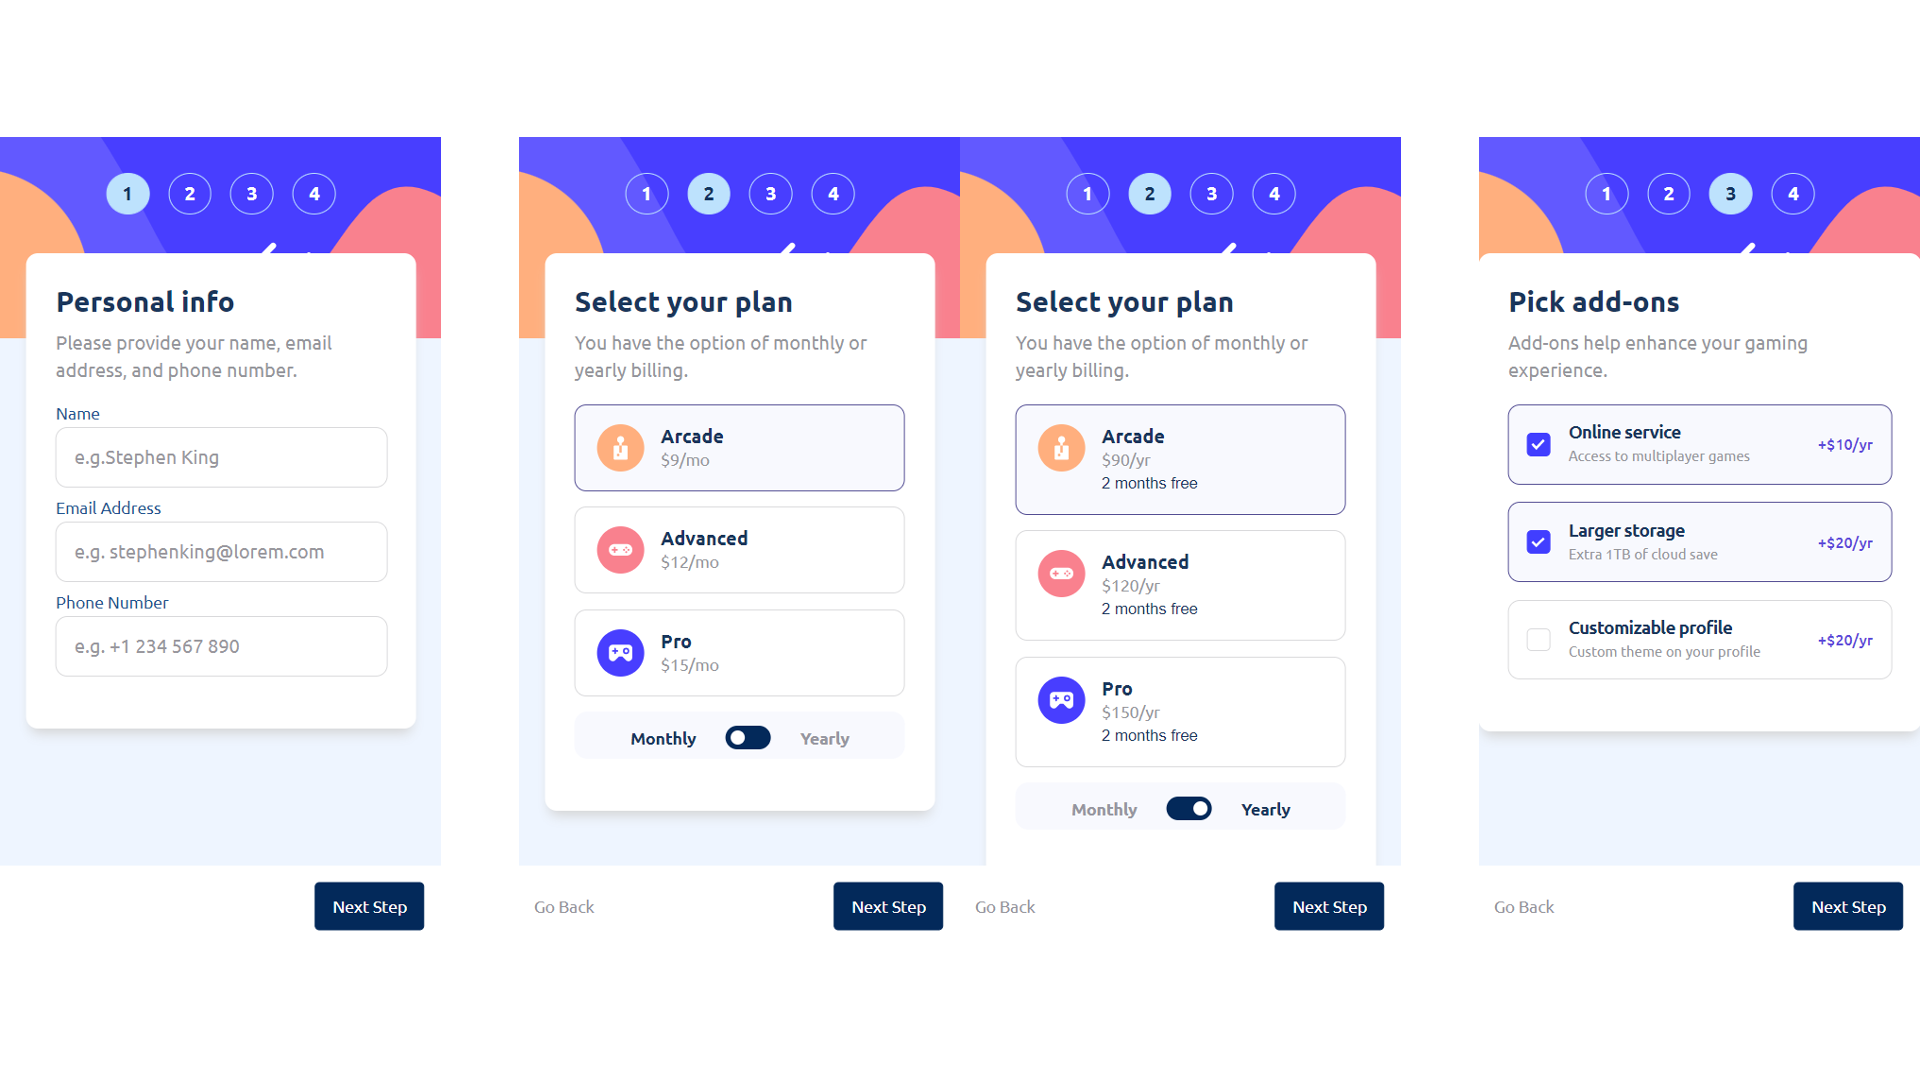 1 2 3 4
Personal info
Please provide your name, email
address, and phone number.
Name
e.g.Stephen King
Email Address
e.g. stephenking@lorem.com
Phone Number
e.g. +1 234 567 890
Next Step
1 2 3 4
Select your plan
You have the option of monthly or
yearly billing.
Arcade
$9/mo
Advanced
$12/mo
Pro
$15/mo
Monthly Yearly
Go Back Next Step
1 2 3 4
Select your plan
You have the option of monthly or
yearly billing.
Arcade
$90/yr
2 months free
Advanced
$120/yr
2 months free
Pro
$150/yr
2 months free
Monthly Yearly
Go Back Next Step
1 2 3 4
Pick add-ons
Add-ons help enhance your gaming
experience.
Online service
Access to multiplayer games
+$10/yr
Larger storage
Extra 1TB of cloud save
+$20/yr
Customizable profile
Custom theme on your profile
+$20/yr
Go Back Next Step